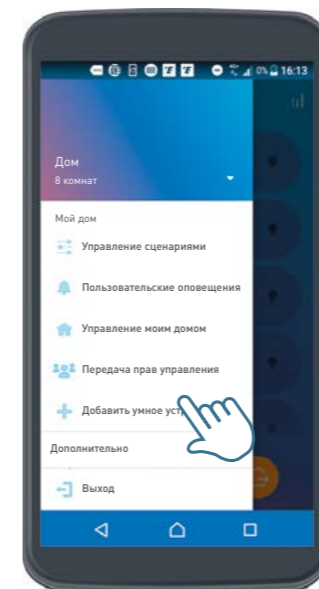 0% 16:13
Дом
8 комнат
Мой дом
Управление сценариями
Пользовательские оповещения
Управление моим домом
Передача прав управления
Добавить умное уст
Дополнительно
Выход